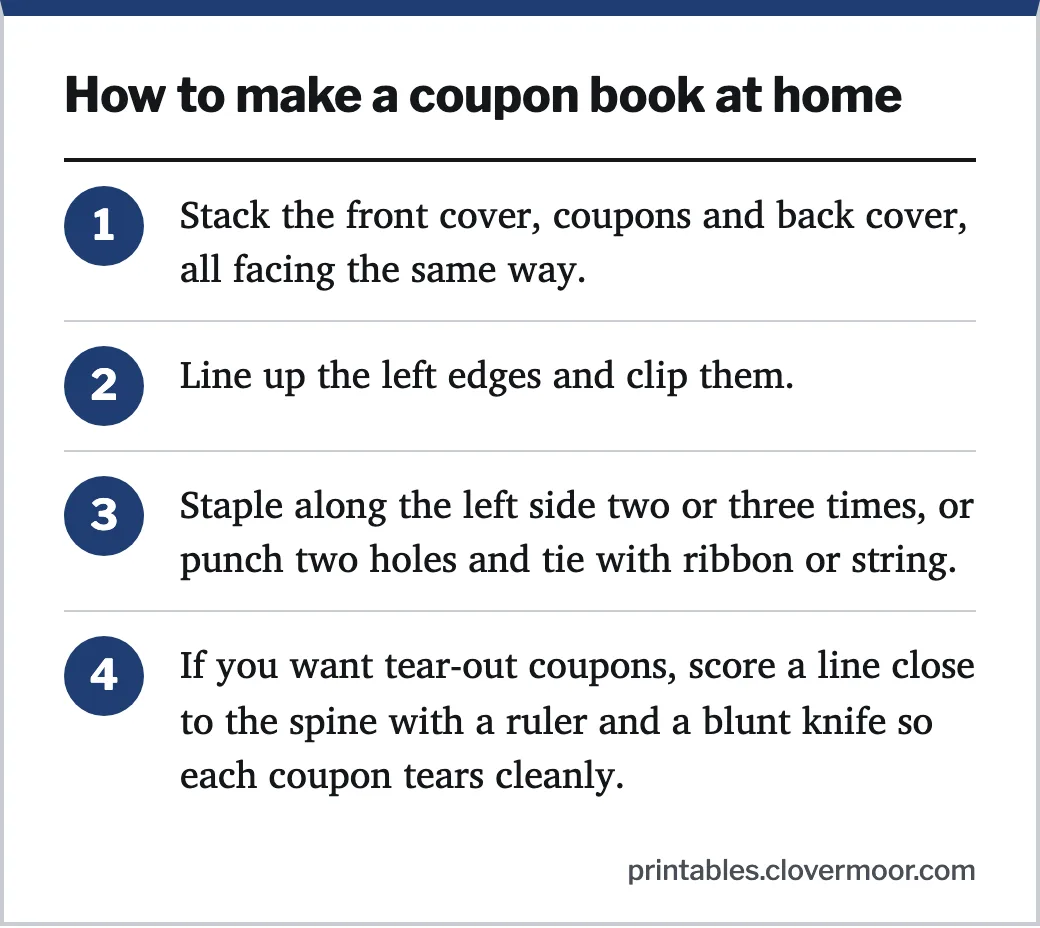 How to make a coupon book at home
1
Stack the front cover, coupons and back cover,
all facing the same way.
2
Line up the left edges and clip them.
3
Staple along the left side two or three times, or
punch two holes and tie with ribbon or string.
4
If you want tear-out coupons, score a line close
to the spine with a ruler and a blunt knife so
each coupon tears cleanly.
printables.clovermoor.com